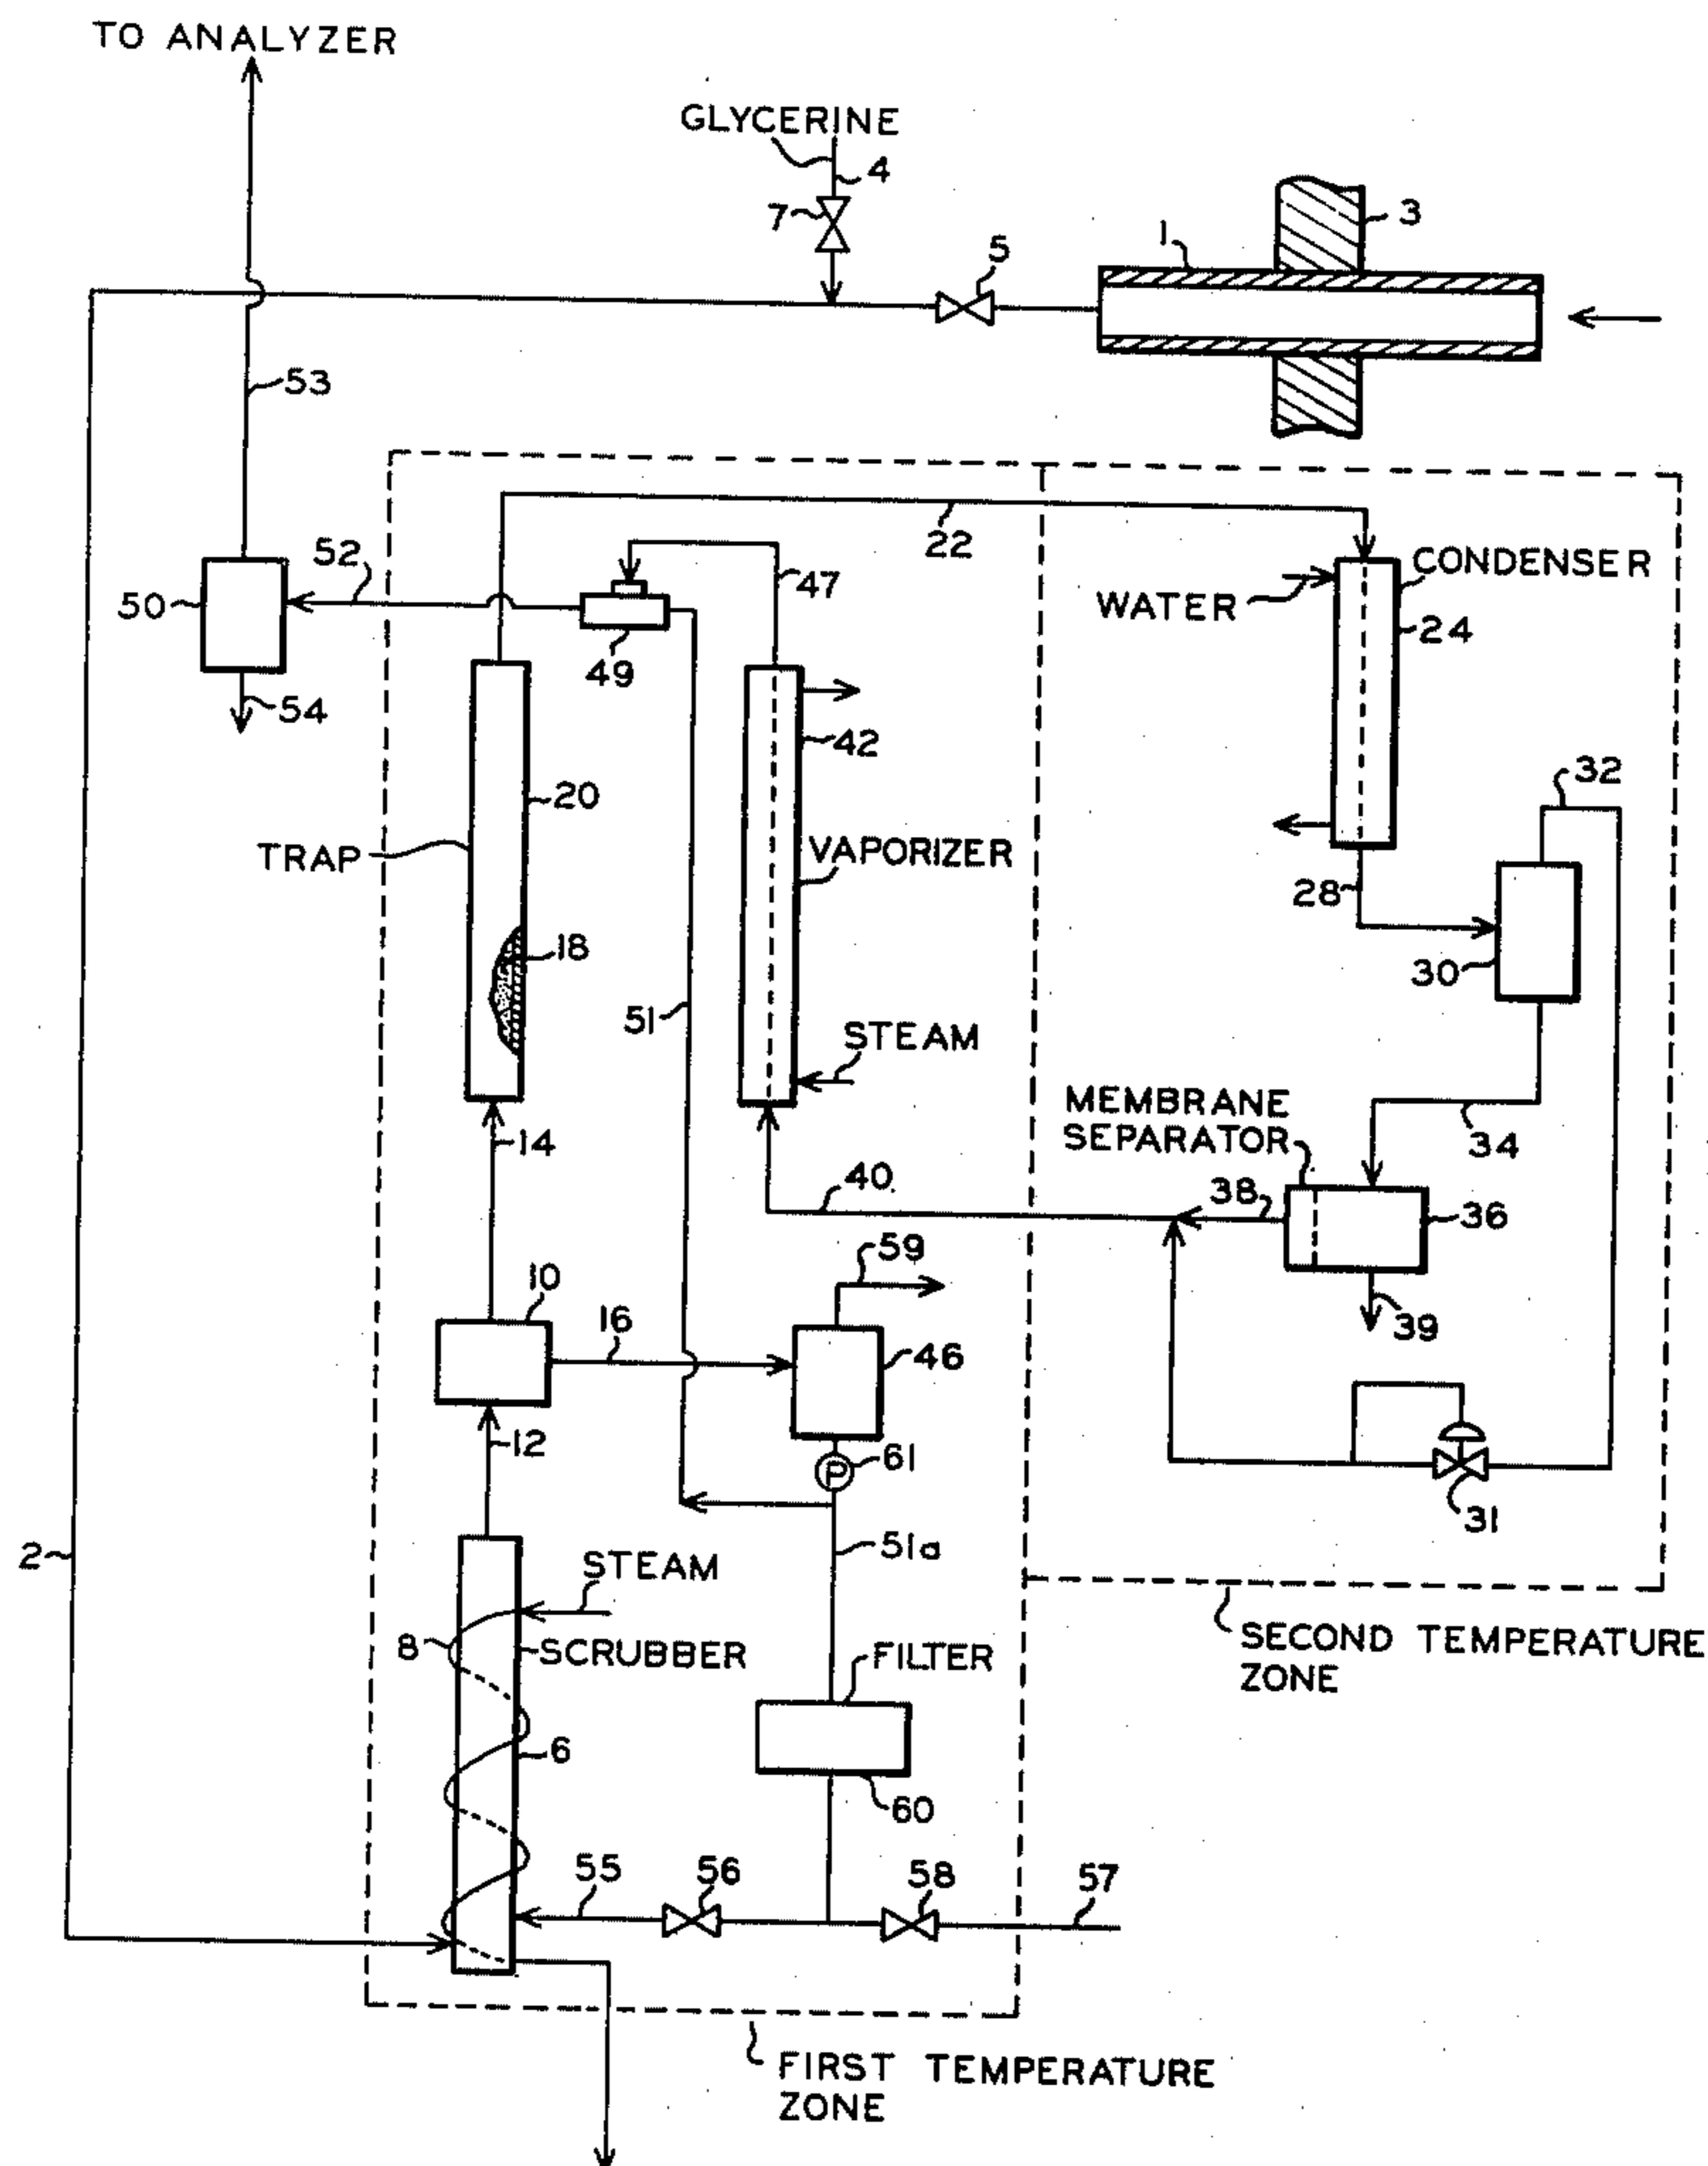 TO ANALYZER
GLYCERINE
4
7
5
1
3
53
22
52
47
CONDENSER
WATER
50
24
49
54
42
32
20
TRAP
VAPORIZER
28
18
30
51
STEAM
MEMBRANE
SEPARATOR
14
34
40
38
36
59
10
16
39
46
12
61
P
31
2
51a
STEAM
8
SCRUBBER
FILTER
SECOND TEMPERATURE
ZONE
6
60
55
56
58
57
FIRST TEMPERATURE
ZONE